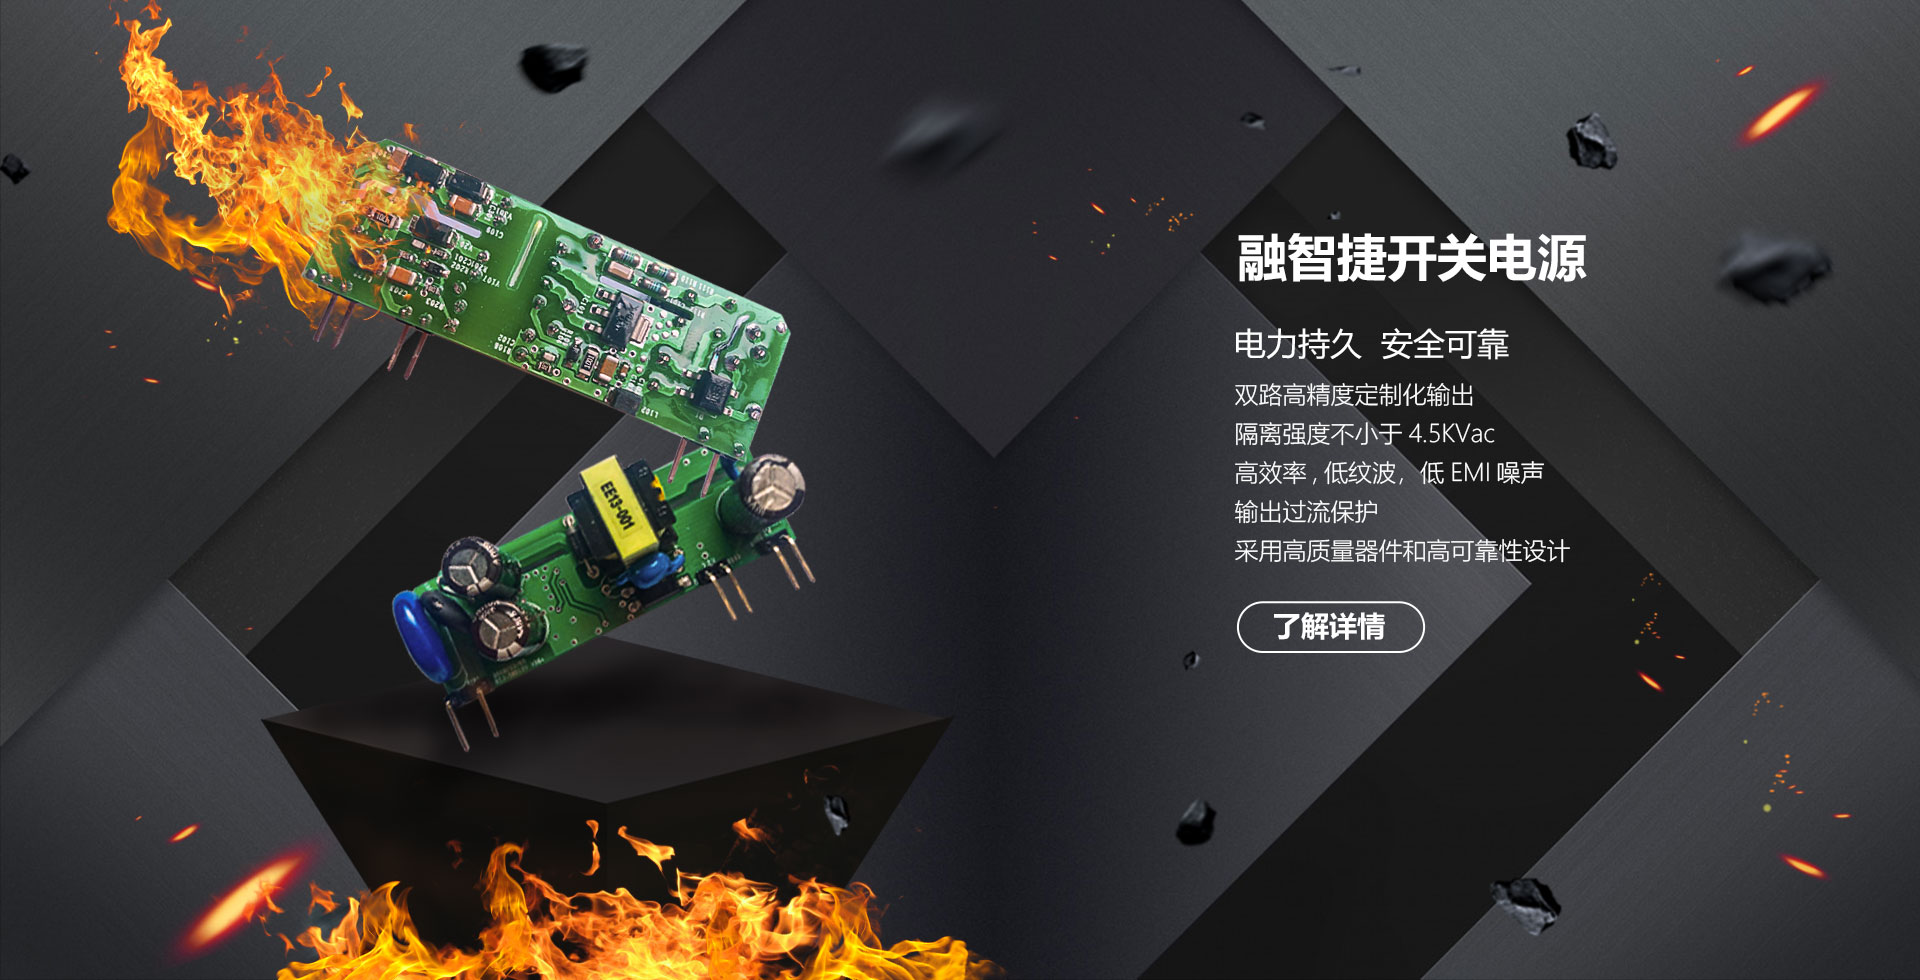 融智捷开关电源
电力持久 安全可靠
双路高精度定制化输出
隔离强度不小于 4.5KVac
高效率 , 低纹波，低 EMI 噪声
输出过流保护
采用高质量器件和高可靠性设计
了解详情
EE13-001